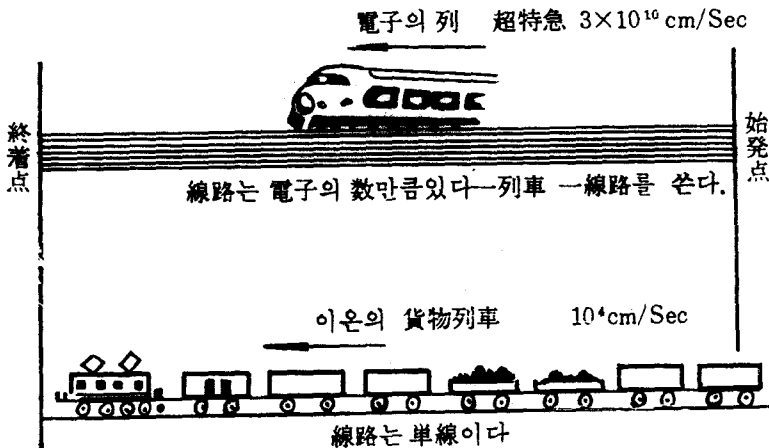 電子의 列 超特急 3×10¹⁰ cm/Sec
終着点
始発点
線路는 電子의 数만큼있다—列車 一線路를 쓴다.
이온의 貨物列車 10⁴cm/Sec
線路는 単線이다